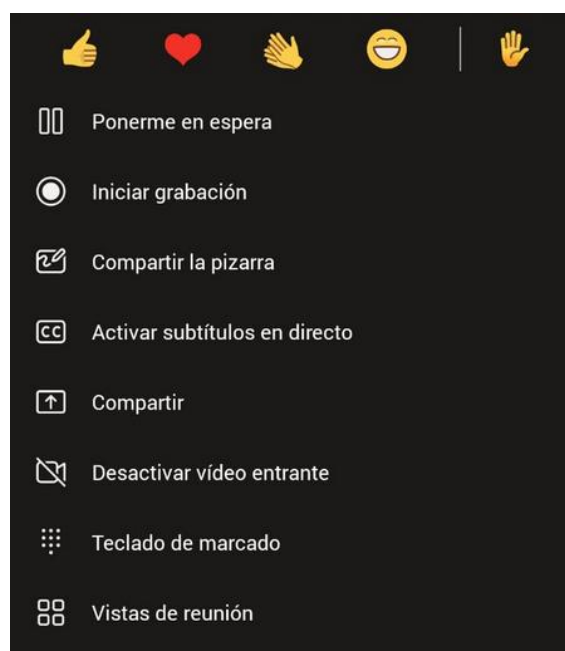 Ponerme en espera
Iniciar grabación
Compartir la pizarra
CC Activar subtítulos en directo
Compartir
Desactivar vídeo entrante
Teclado de marcado
Vistas de reunión